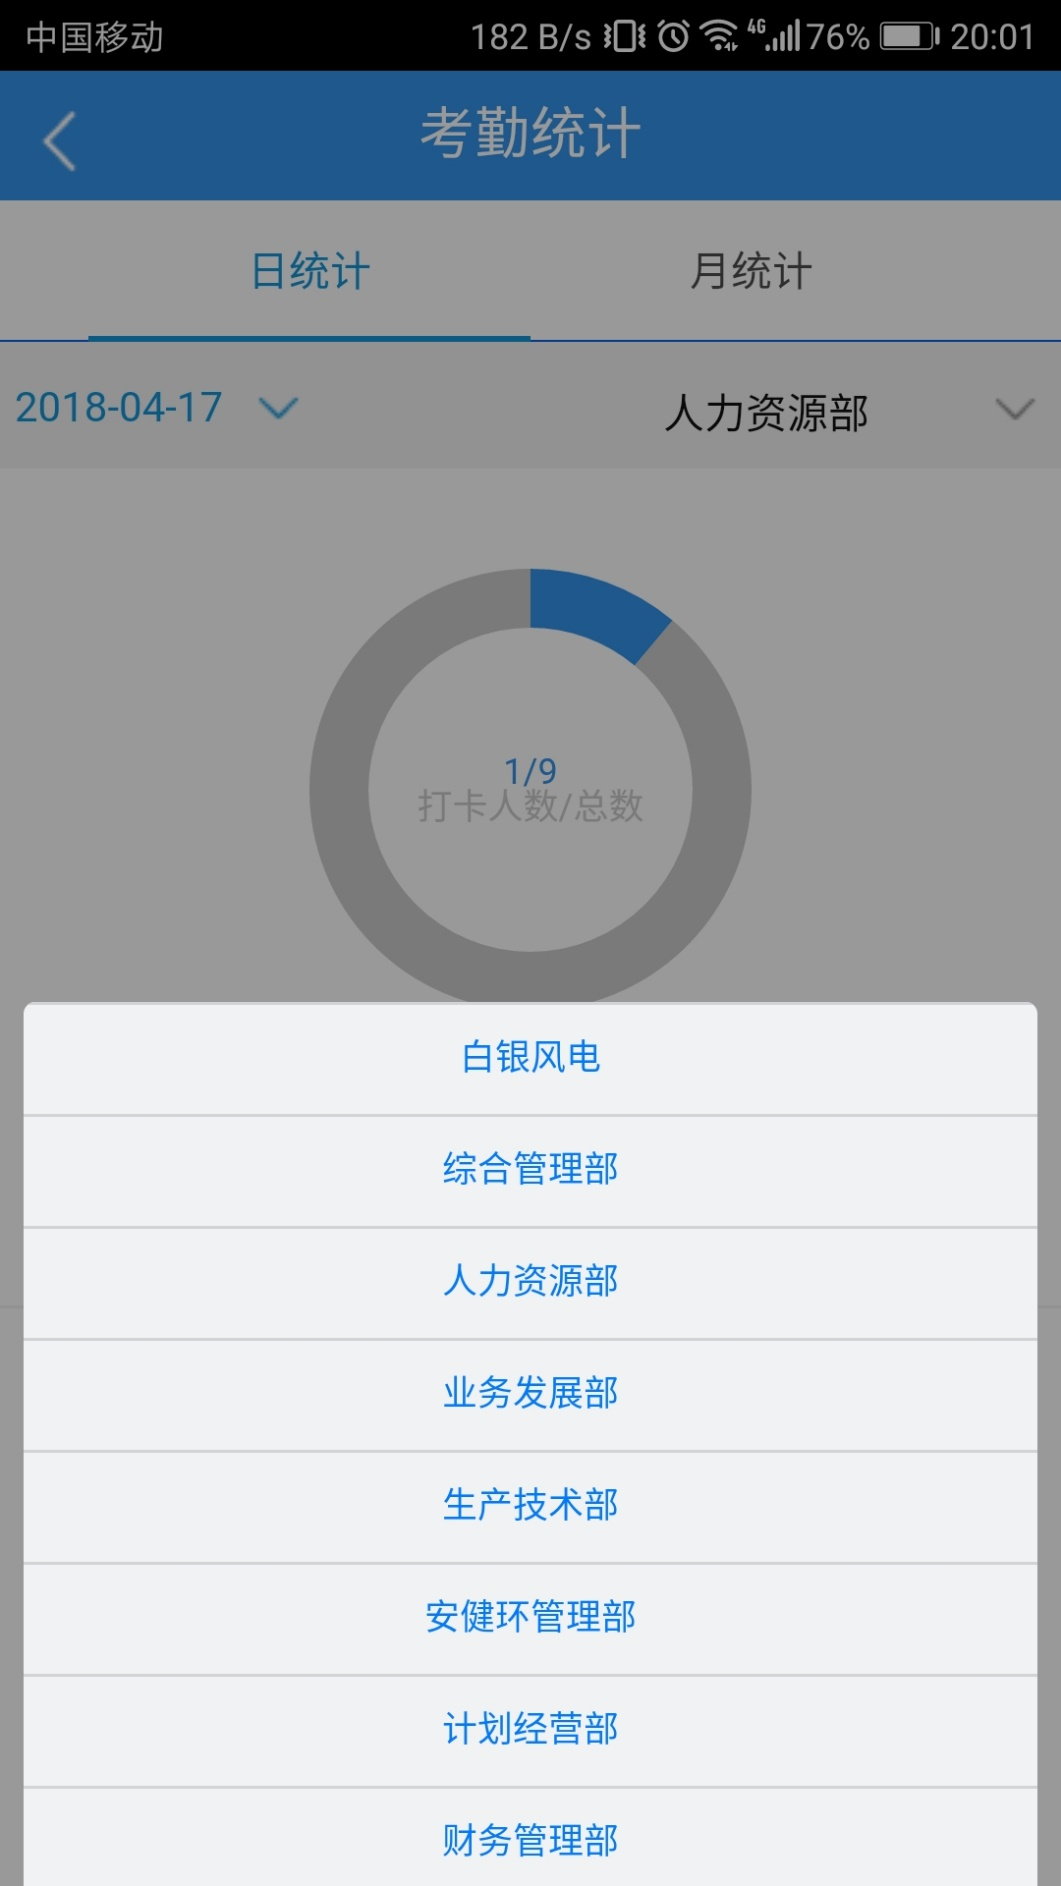 中国移动 182 B/s 4G 76% 20:01
考勤统计
日统计 月统计
2018-04-17 人力资源部
1/9
打卡人数/总数
白银风电
综合管理部
人力资源部
业务发展部
生产技术部
安健环管理部
计划经营部
财务管理部